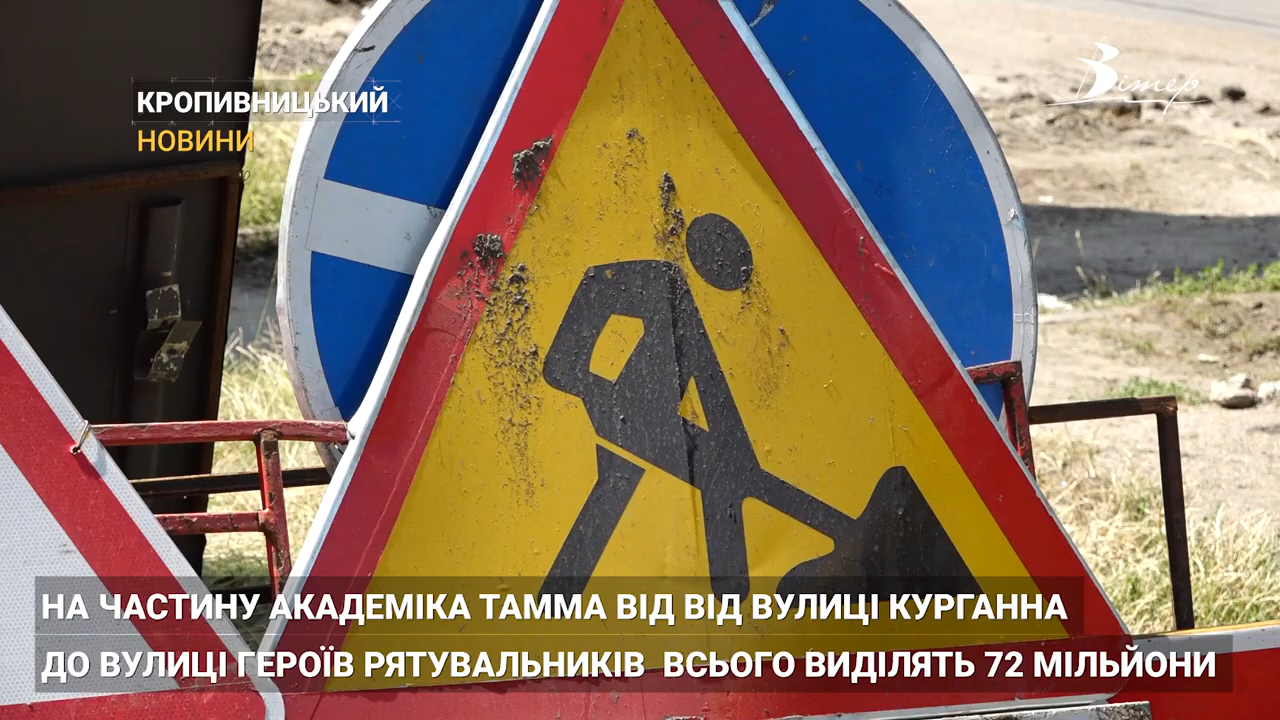 КРОПИВНИЦЬКИЙ
НОВИНИ
Вітер
НА ЧАСТИНУ АКАДЕМІКА ТАММА ВІД ВІД ВУЛИЦІ КУРГАННА
ДО ВУЛИЦІ ГЕРОЇВ РЯТУВАЛЬНИКІВ ВСЬОГО ВИДІЛЯТЬ 72 МІЛЬЙОНИ